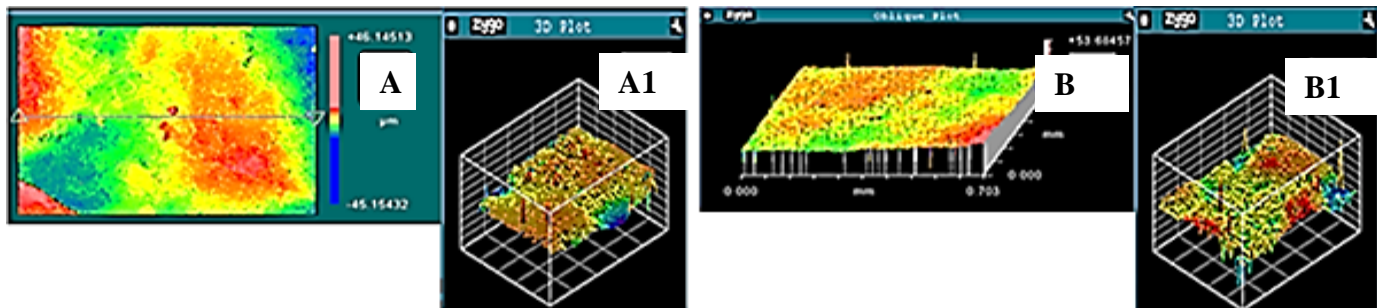 +46.14513
A
µm
-45.15432
zygo 3D Plot
A1
zygo Oblique Plot
+53.68457
B
mm
0.000
0.000 mm 0.703
zygo 3D Plot
B1